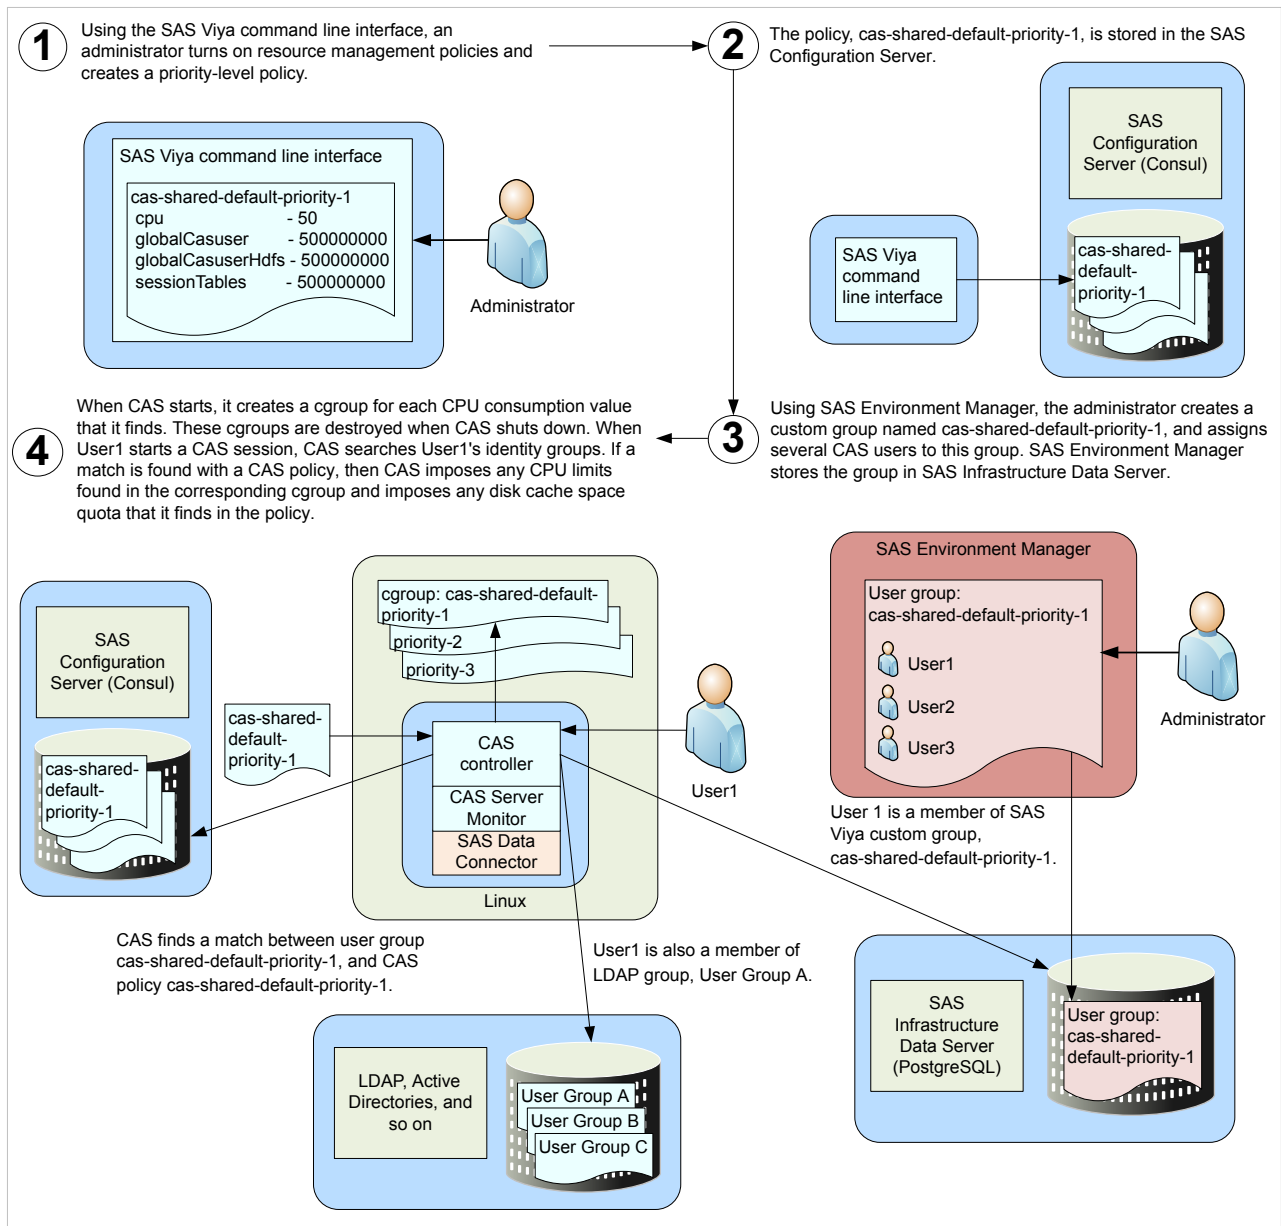 1
Using the SAS Viya command line interface, an
administrator turns on resource management policies and
creates a priority-level policy.
2
The policy, cas-shared-default-priority-1, is stored in the SAS
Configuration Server.
SAS Viya command line interface
cas-shared-default-priority-1
cpu - 50
globalCasuser - 500000000
globalCasuserHdfs - 500000000
sessionTables - 500000000
Administrator
SAS
Configuration
Server (Consul)
SAS Viya
command
line interface
cas-shared-
default-
priority-1
3
Using SAS Environment Manager, the administrator creates a
custom group named cas-shared-default-priority-1, and assigns
several CAS users to this group. SAS Environment Manager
stores the group in SAS Infrastructure Data Server.
4
When CAS starts, it creates a cgroup for each CPU consumption value
that it finds. These cgroups are destroyed when CAS shuts down. When
User1 starts a CAS session, CAS searches User1's identity groups. If a
match is found with a CAS policy, then CAS imposes any CPU limits
found in the corresponding cgroup and imposes any disk cache space
quota that it finds in the policy.
SAS Environment Manager
User group:
cas-shared-default-priority-1
User1
User2
User3
Administrator
User 1 is a member of SAS
Viya custom group,
cas-shared-default-priority-1.
SAS
Configuration
Server (Consul)
cas-shared-
default-
priority-1
cas-shared-
default-
priority-1
cgroup: cas-shared-default-
priority-1
priority-2
priority-3
CAS
controller
CAS Server
Monitor
SAS Data
Connector
Linux
User1
CAS finds a match between user group
cas-shared-default-priority-1, and CAS
policy cas-shared-default-priority-1.
User1 is also a member of
LDAP group, User Group A.
LDAP, Active
Directories, and
so on
User Group A
User Group B
User Group C
SAS
Infrastructure
Data Server
(PostgreSQL)
User group:
cas-shared-
default-priority-1